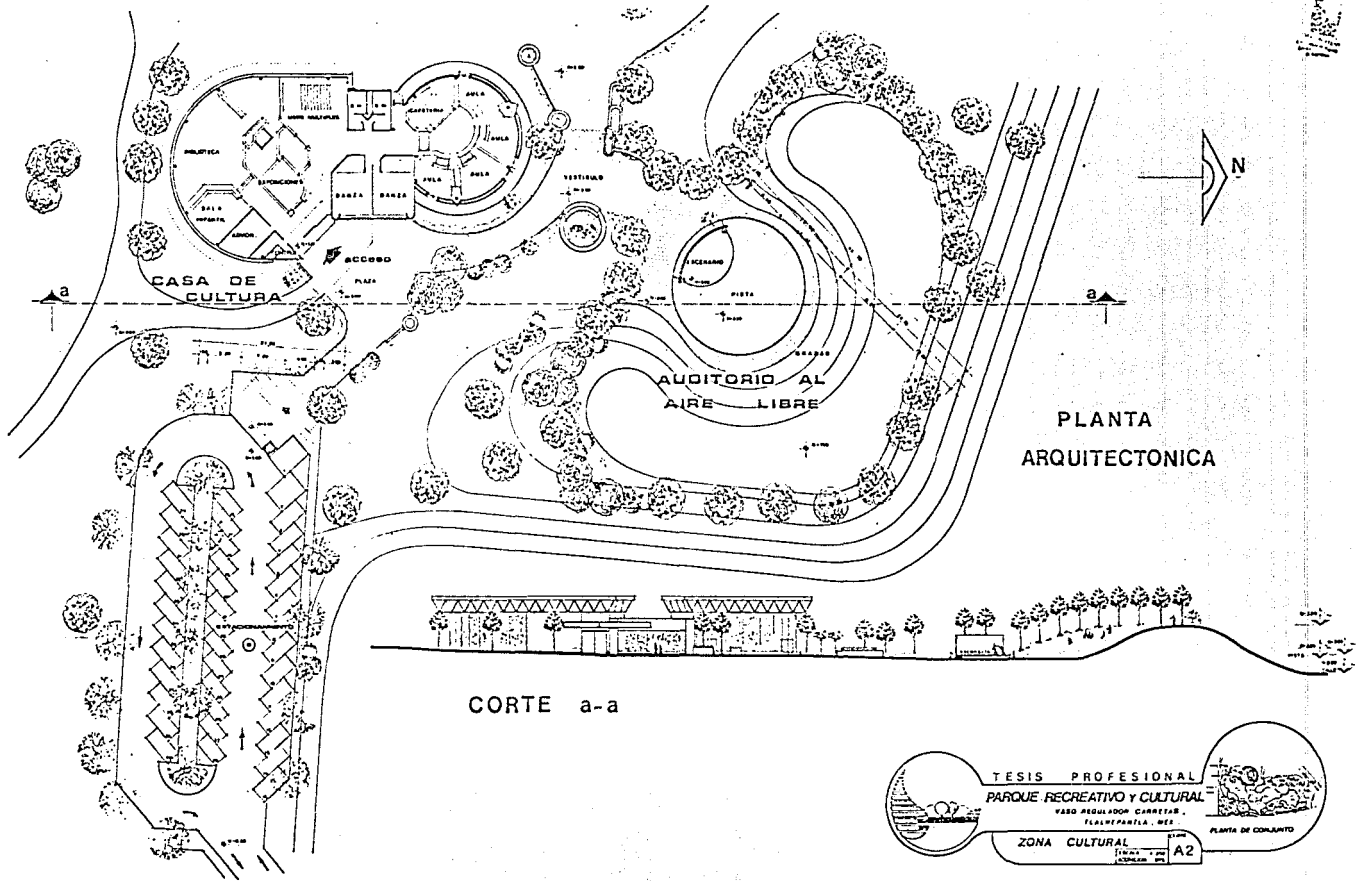 USOS MULTIPLES
CAFETERIA
AULA
AULA
AULA
AULA
BIBLIOTECA
EXPOSICIONES
SALA
INFANTIL
DANZA
DANZA
VESTIBULO
ACCESO
PLAZA
CASA DE
CULTURA
a
a
N
ESCENARIO
PISTA
GRADAS
AUDITORIO AL
AIRE LIBRE
PLANTA
ARQUITECTONICA
ESTACIONAMIENTO
CORTE a-a
TESIS PROFESIONAL
PARQUE RECREATIVO Y CULTURAL
VASO REGULADOR CARRETAS,
TLALNEPANTLA, MEX.
ZONA CULTURAL
A2
PLANTA DE CONJUNTO